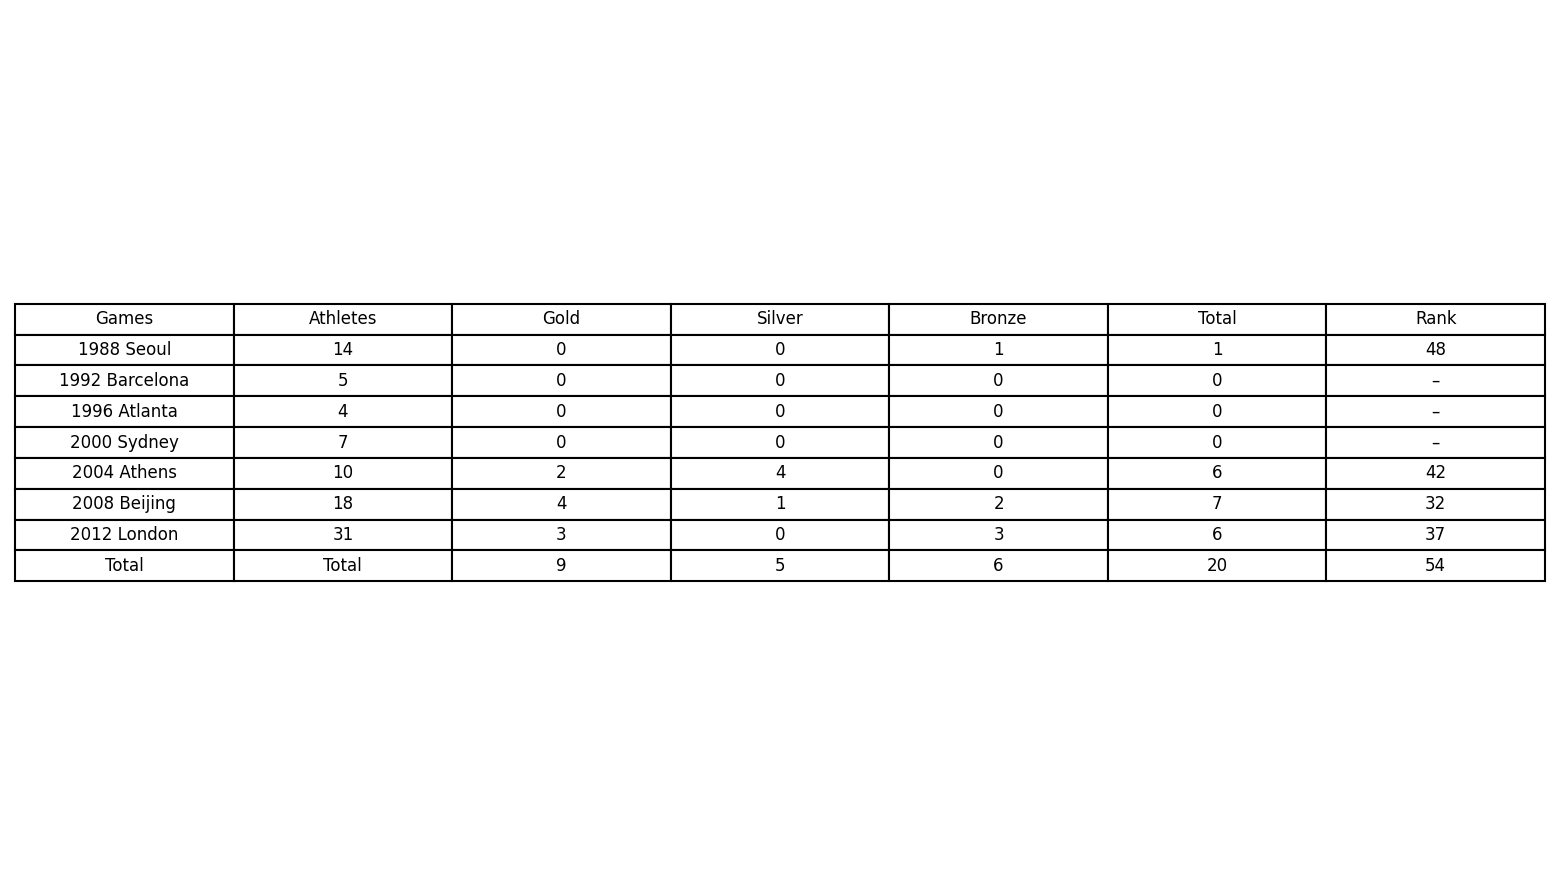 Games Athletes Gold Silver Bronze Total Rank
1988 Seoul 14 0 0 1 1 48
1992 Barcelona 5 0 0 0 0 –
1996 Atlanta 4 0 0 0 0 –
2000 Sydney 7 0 0 0 0 –
2004 Athens 10 2 4 0 6 42
2008 Beijing 18 4 1 2 7 32
2012 London 31 3 0 3 6 37
Total Total 9 5 6 20 54